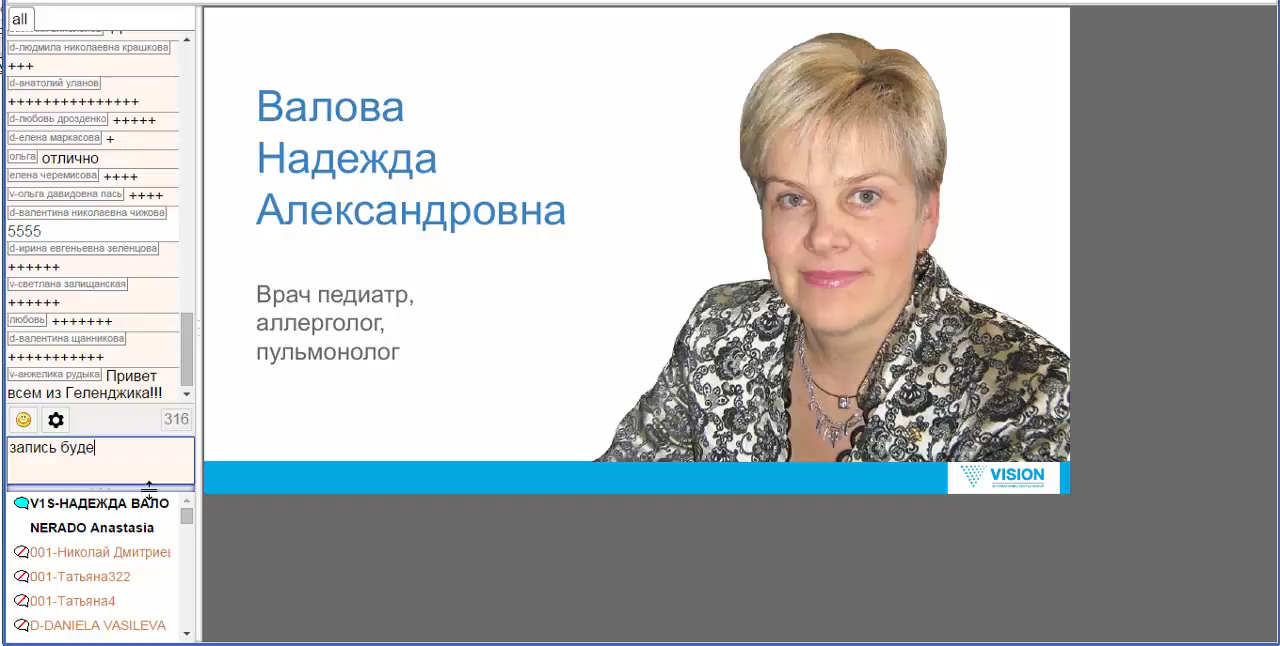 all
d-людмила николаевна крашкова
+++
d-анатолий уланов
+++++++++++++++
d-любовь дрозденко +++++
d-елена маркасова +
ольга отлично
елена черемисова ++++
v-ольга давидовна пась ++++
d-валентина николаевна чижова
5555
d-ирина евгеньевна зеленцова
++++++
v-светлана залищанская
++++++
любовь +++++++
d-валентина щанникова
+++++++++++
v-анжелика рудыка Привет
всем из Геленджика!!!
316
запись буде
V1S-НАДЕЖДА ВАЛО
NERADO Anastasia
001-Николай Дмитриев
001-Татьяна322
001-Татьяна4
D-DANIELA VASILEVA
Валова
Надежда
Александровна
Врач педиатр,
аллерголог,
пульмонолог
VISION